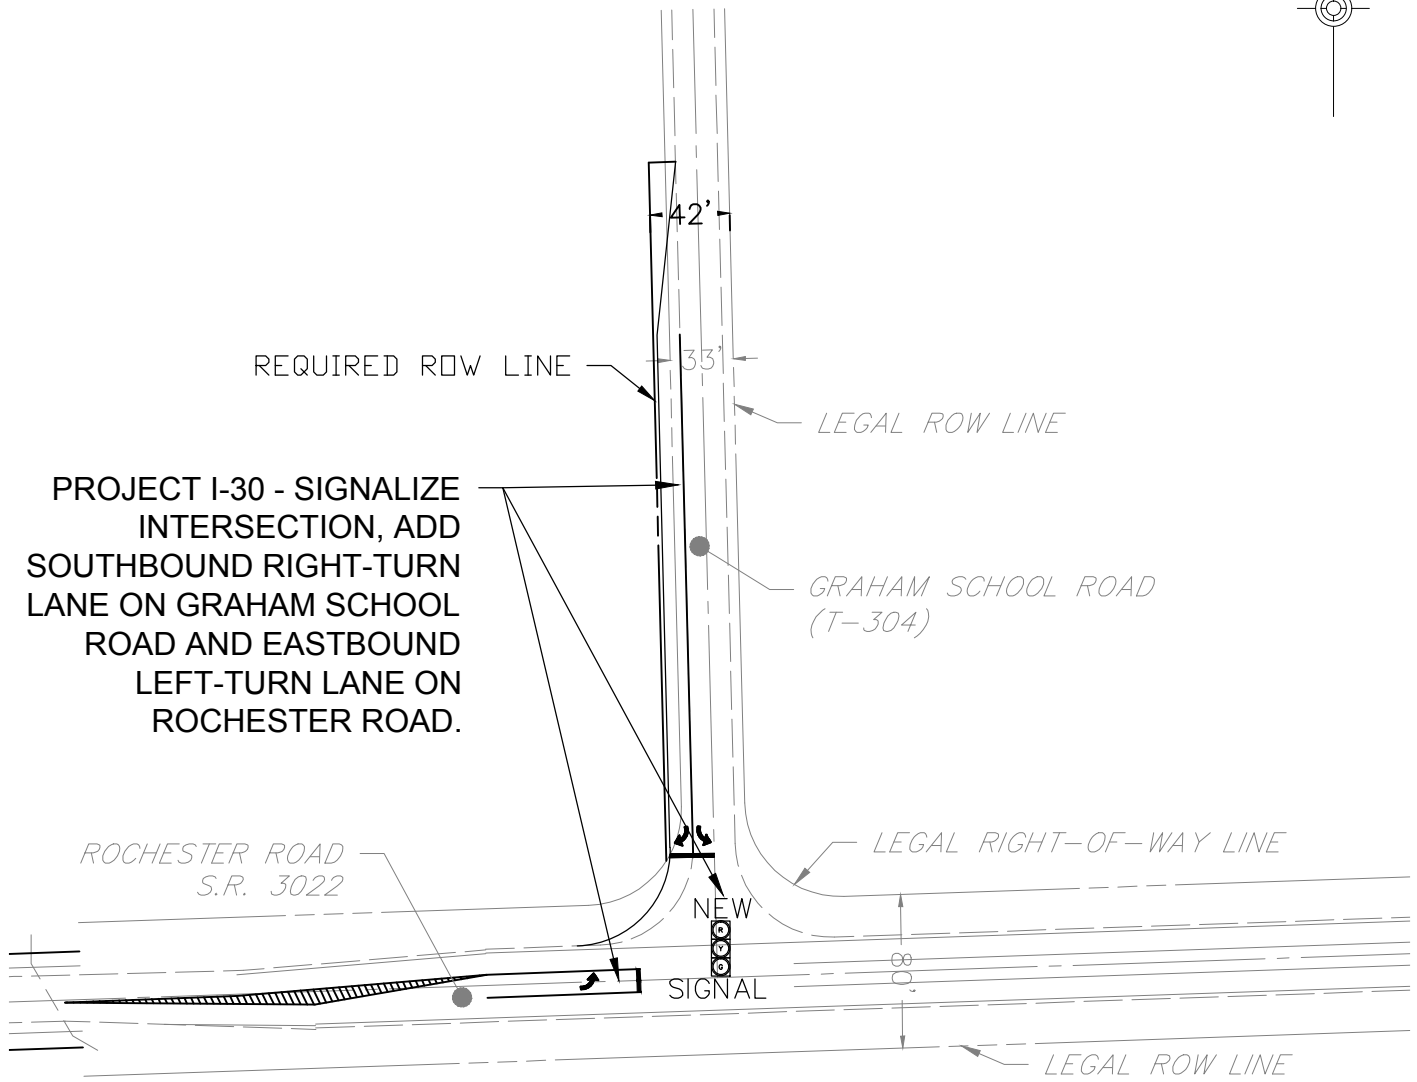 42'
33'
REQUIRED ROW LINE
LEGAL ROW LINE
PROJECT I-30 - SIGNALIZE
INTERSECTION, ADD
SOUTHBOUND RIGHT-TURN
LANE ON GRAHAM SCHOOL
ROAD AND EASTBOUND
LEFT-TURN LANE ON
ROCHESTER ROAD.
GRAHAM SCHOOL ROAD
(T-304)
ROCHESTER ROAD
S.R. 3022
LEGAL RIGHT-OF-WAY LINE
NEW
R
Y
G
SIGNAL
80'
LEGAL ROW LINE